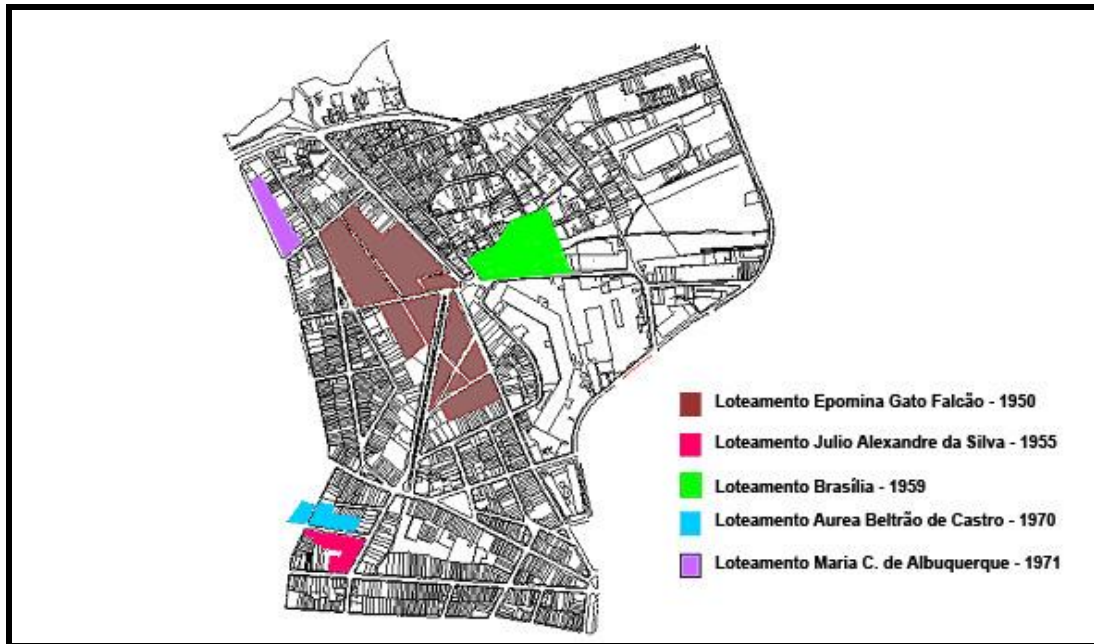 Loteamento Epomina Gato Falcão - 1950
Loteamento Julio Alexandre da Silva - 1955
Loteamento Brasília - 1959
Loteamento Aurea Beltrão de Castro - 1970
Loteamento Maria C. de Albuquerque - 1971